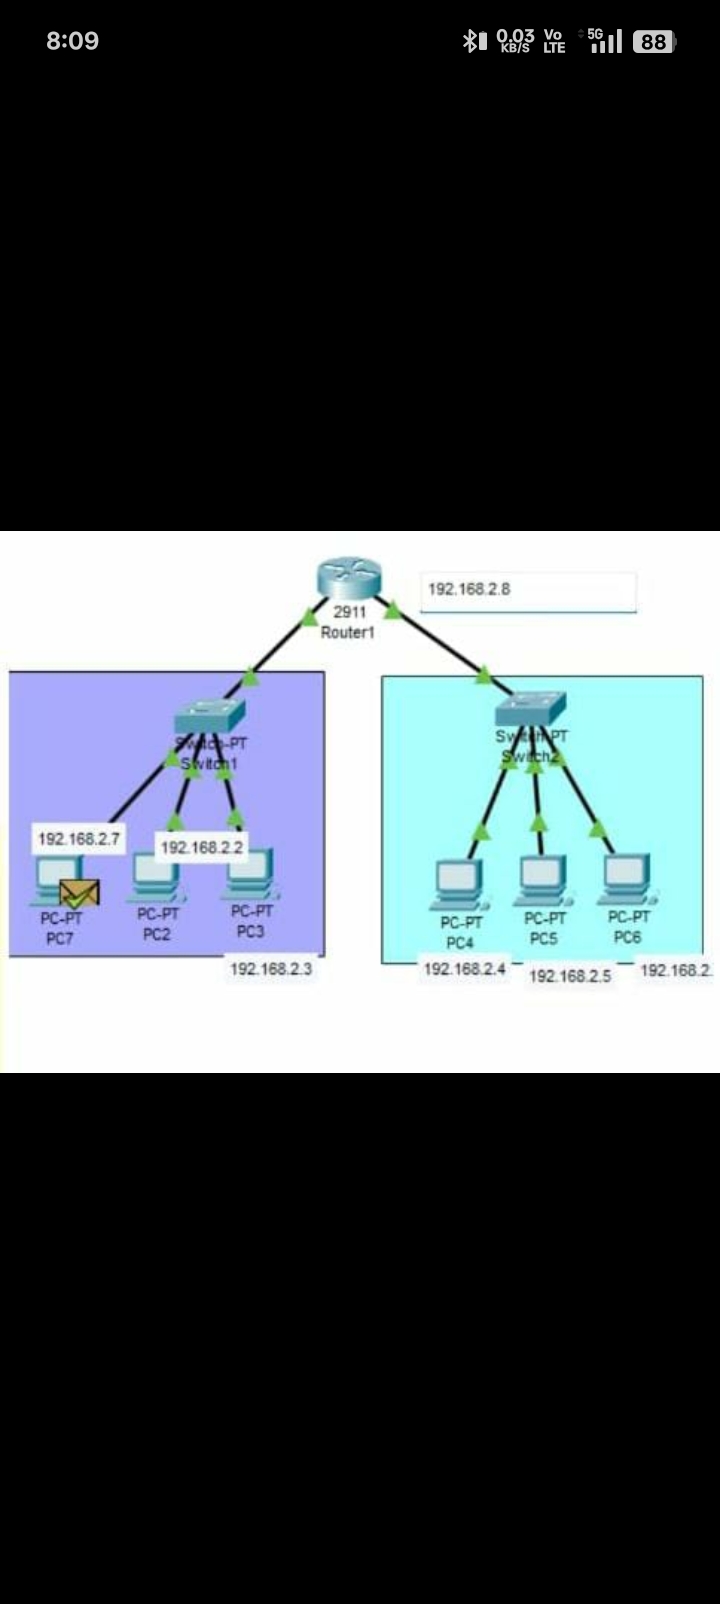 8:09
0.03 KB/S
Vo LTE
5G
88
192.168.2.8
2911
Router1
Switch-PT
Switch1
Switch-PT
Switch2
192.168.2.7
192.168.2.2
PC-PT
PC7
PC-PT
PC2
PC-PT
PC3
192.168.2.3
PC-PT
PC4
PC-PT
PC5
PC-PT
PC6
192.168.2.4
192.168.2.5
192.168.2.